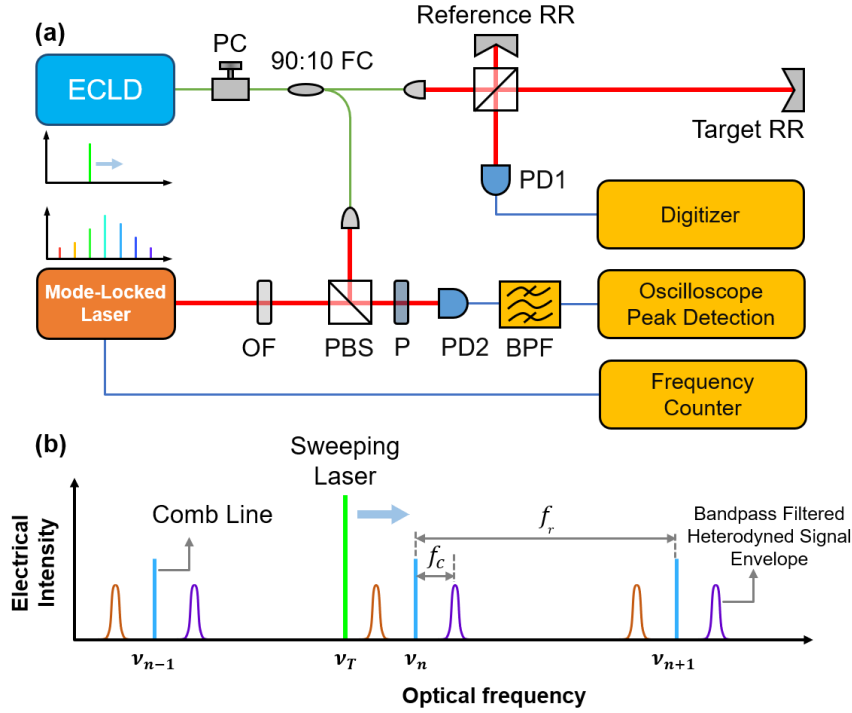 (a)
Reference RR
PC
90:10 FC
ECLD
Target RR
PD1
Digitizer
Mode-Locked
Laser
Oscilloscope
Peak Detection
OF
PBS
P
PD2
BPF
Frequency
Counter
(b)
Sweeping
Laser
Comb Line
f_r
f_c
Bandpass Filtered
Heterodyned Signal
Envelope
Electrical
Intensity
ν_{n−1}
ν_T
ν_n
ν_{n+1}
Optical frequency